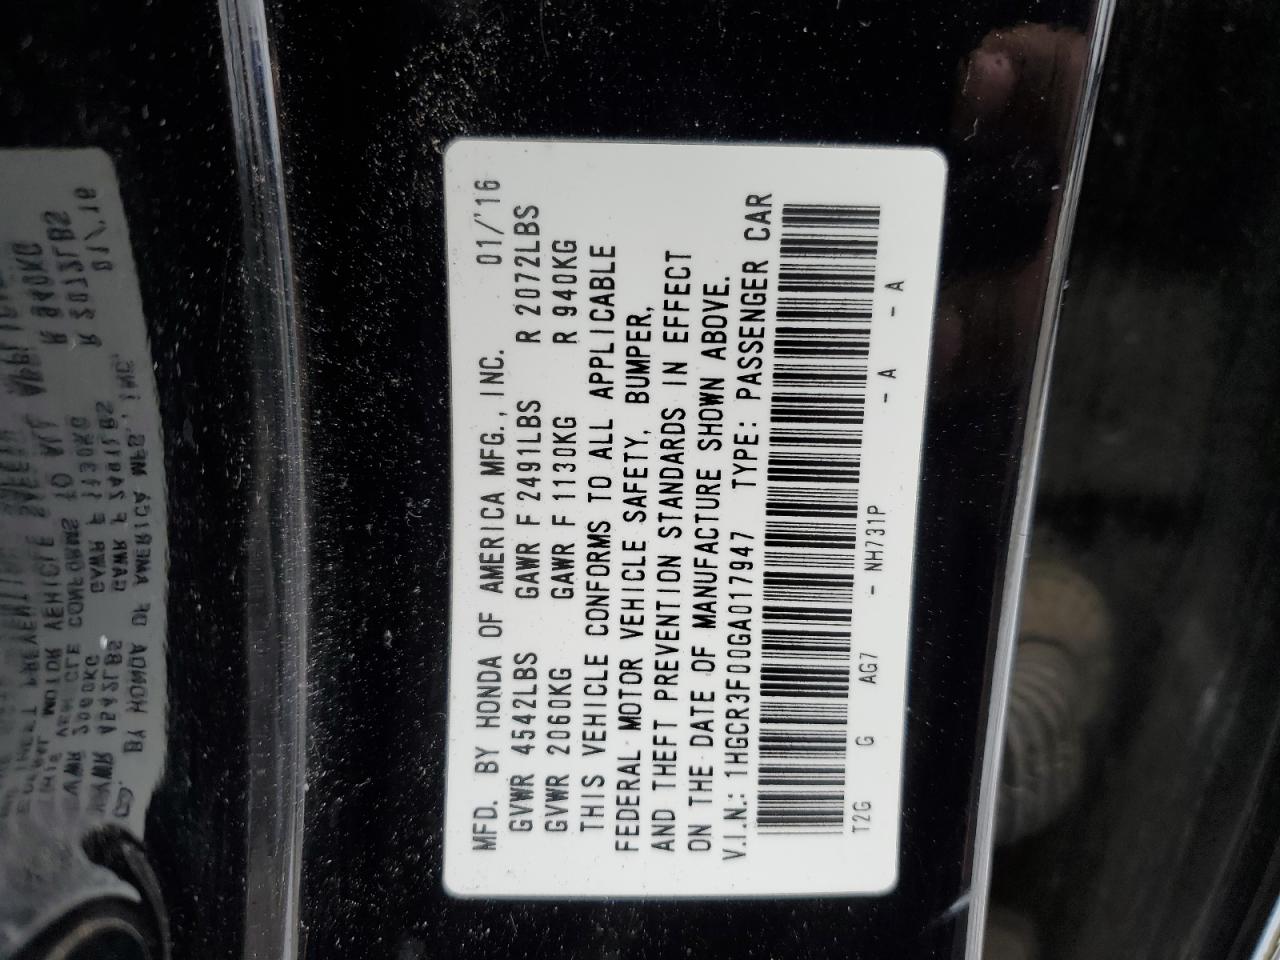 MFD. BY HONDA OF AMERICA MFG., INC. 01/'16
GVWR 4542LBS GAWR F 2491LBS R 2072LBS
GVWR 2060KG GAWR F 1130KG R 940KG
THIS VEHICLE CONFORMS TO ALL APPLICABLE
FEDERAL MOTOR VEHICLE SAFETY, BUMPER,
AND THEFT PREVENTION STANDARDS IN EFFECT
ON THE DATE OF MANUFACTURE SHOWN ABOVE.
V.I.N.: 1HGCR3F00GA017947 TYPE: PASSENGER CAR
T2G G AG7 - NH731P - A - A